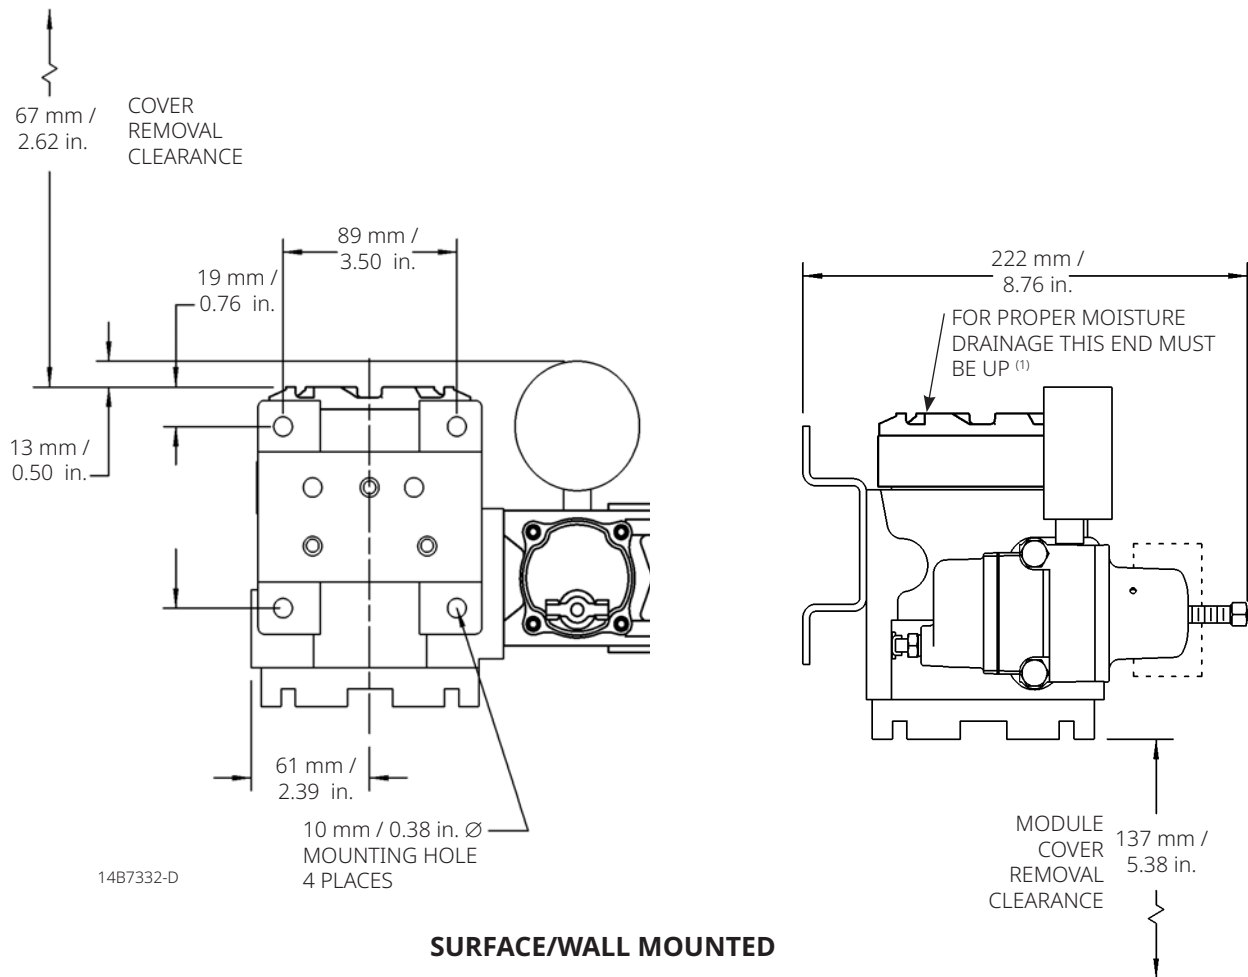 67 mm /
2.62 in.
COVER
REMOVAL
CLEARANCE
89 mm /
3.50 in.
19 mm /
0.76 in.
13 mm /
0.50 in.
61 mm /
2.39 in.
10 mm / 0.38 in. ∅
MOUNTING HOLE
4 PLACES
14B7332-D
222 mm /
8.76 in.
FOR PROPER MOISTURE
DRAINAGE THIS END MUST
BE UP (1)
MODULE
COVER
REMOVAL
CLEARANCE
137 mm /
5.38 in.
SURFACE/WALL MOUNTED